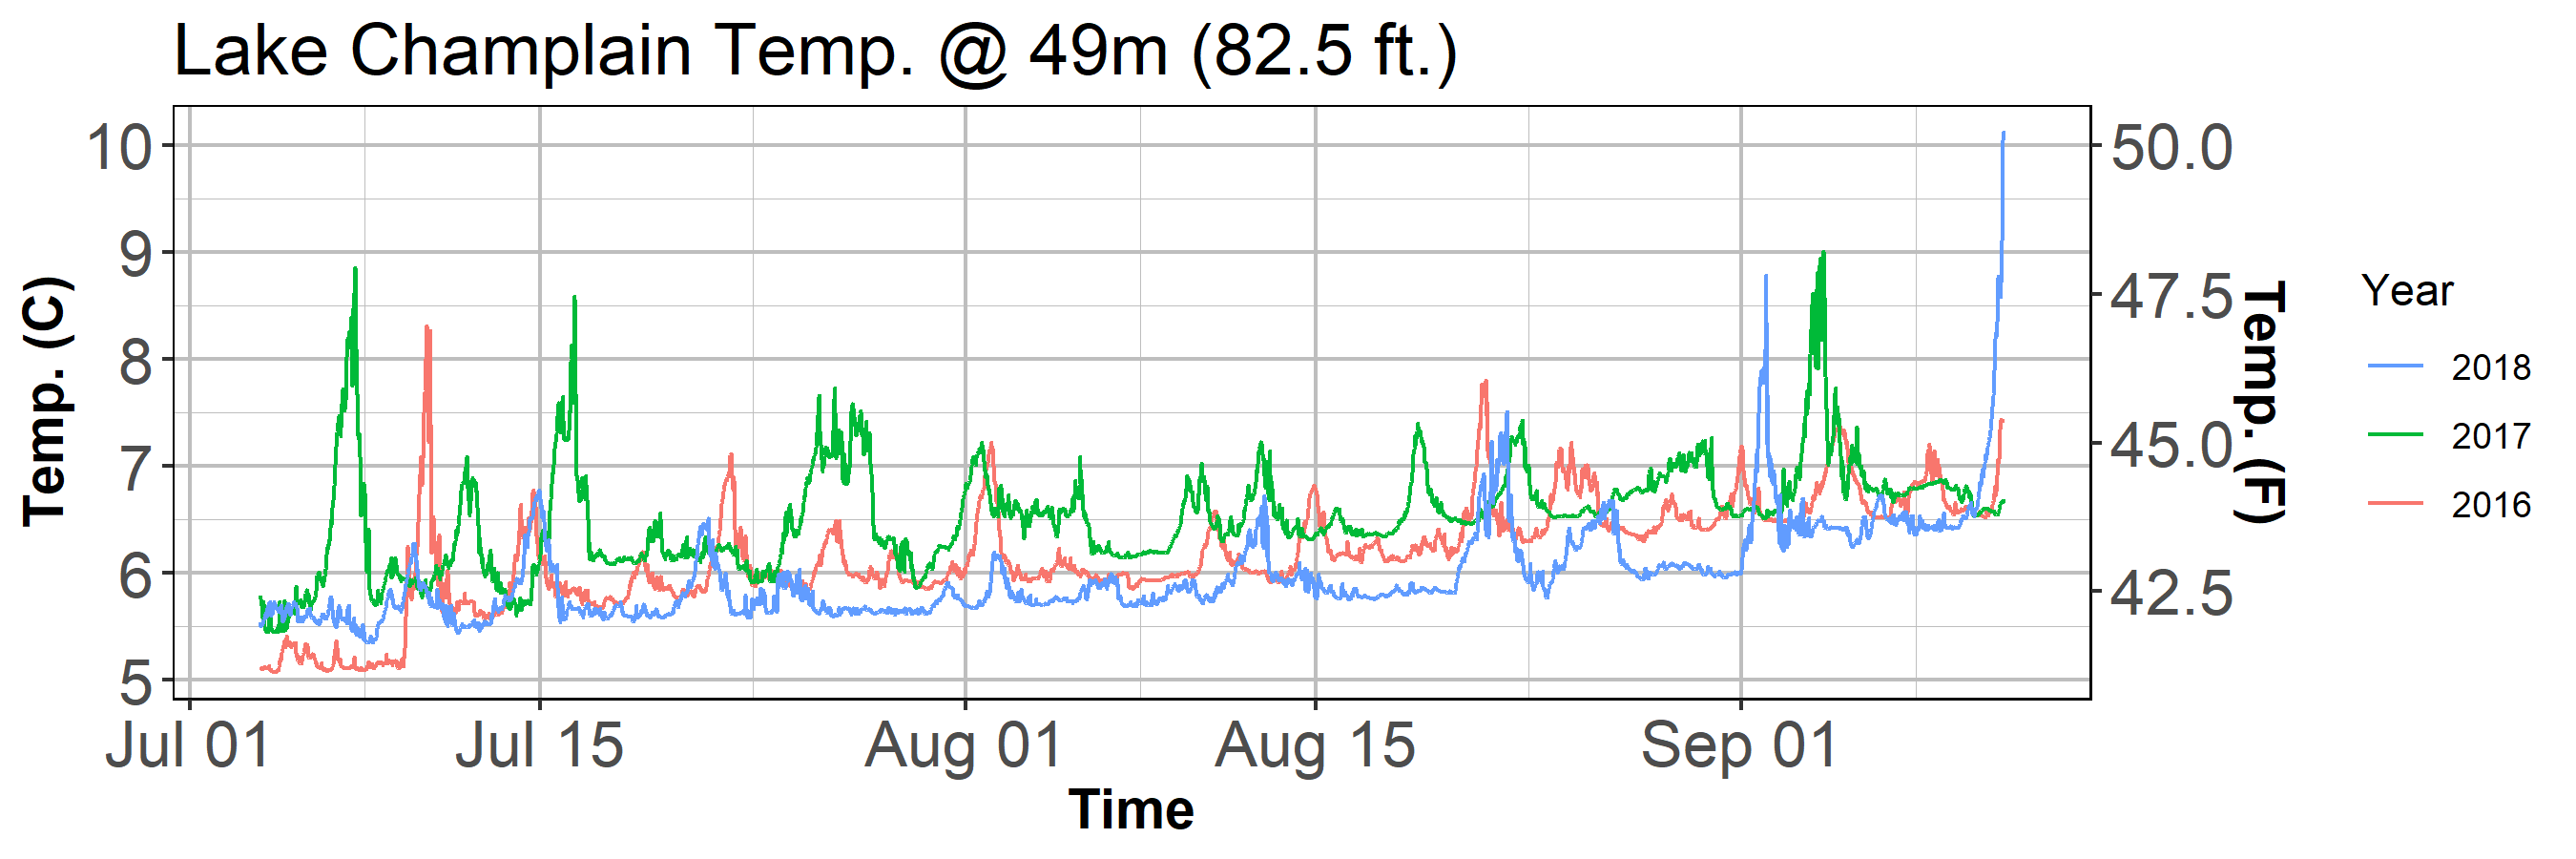 Lake Champlain Temp. @ 49m (82.5 ft.)
10
9
8
7
6
5
Temp. (C)
50.0
47.5
45.0
42.5
Temp. (F)
Jul 01
Jul 15
Aug 01
Aug 15
Sep 01
Time
Year
2018
2017
2016